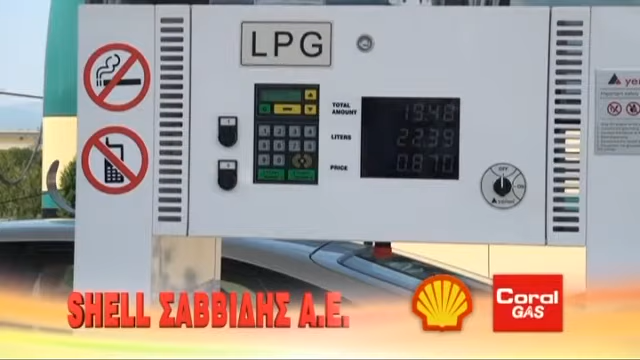 LPG
TOTAL AMOUNT 19.48
LITERS 22.39
PRICE 0.870
OFF
ON
SHELL ΣΑΒΒΙΔΗΣ Α.Ε.
Coral
GAS